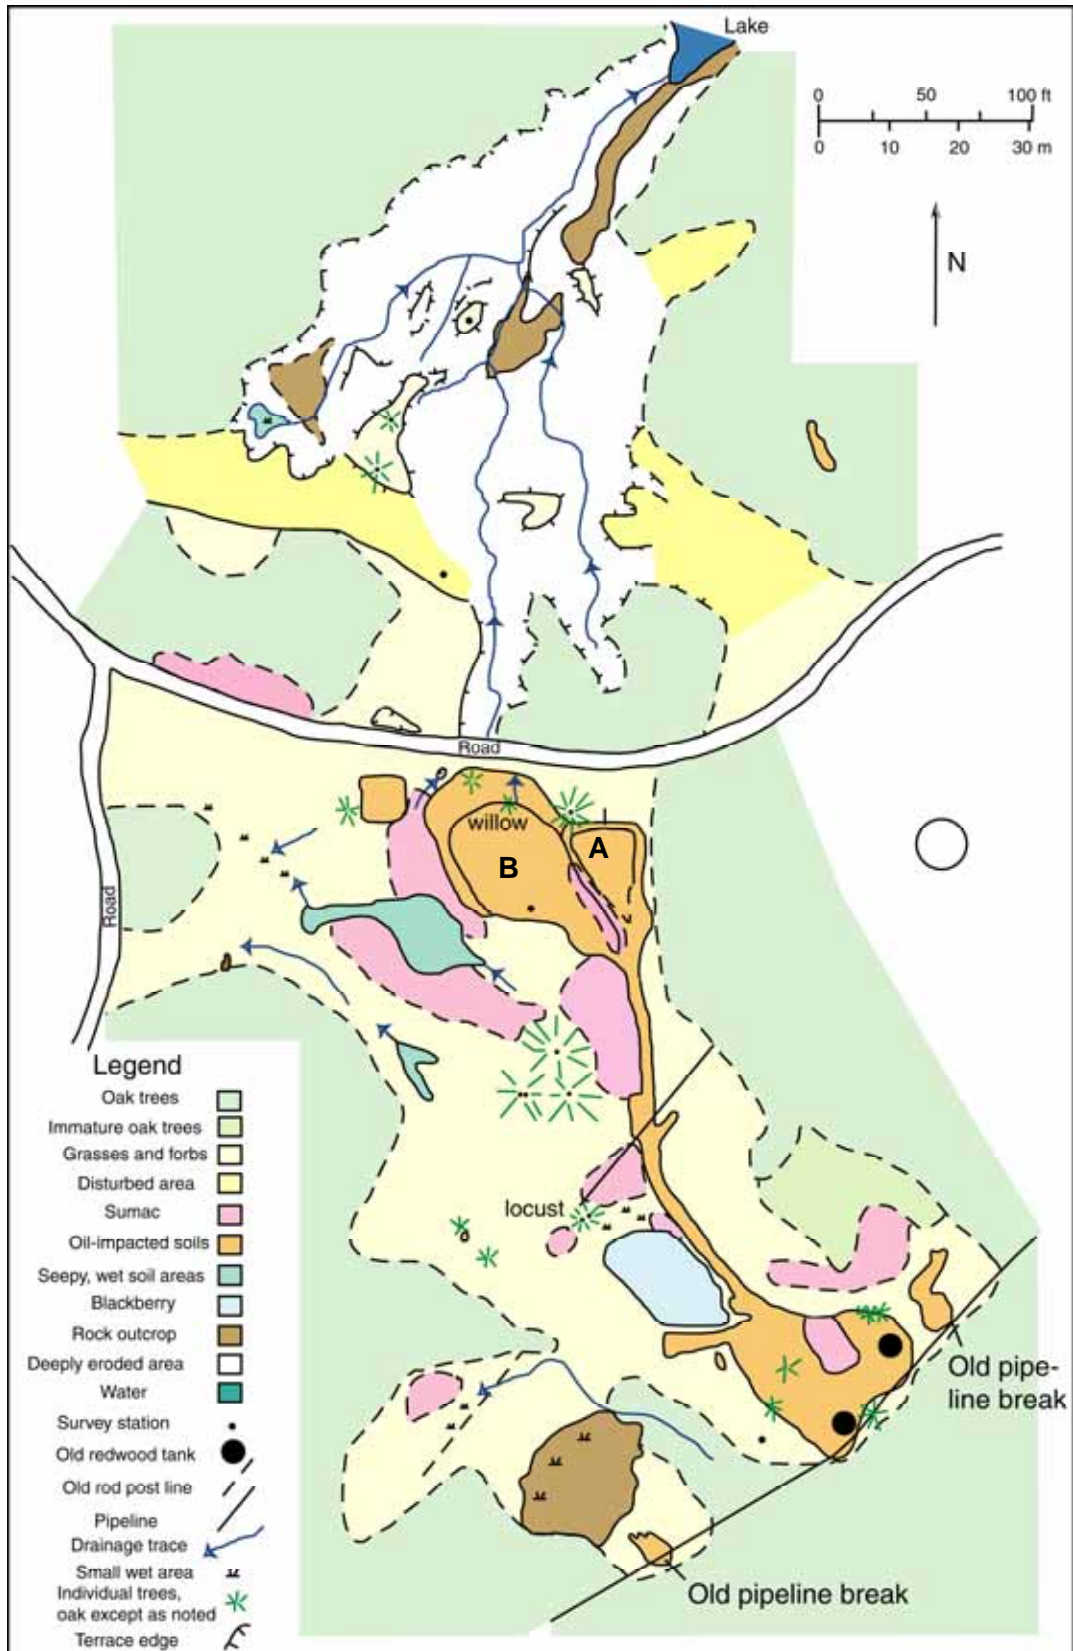 Lake
0 50 100 ft
0 10 20 30 m
N
Road
willow
A
B
Road
locust
Old pipe-
line break
Old pipeline break
Legend
Oak trees
Immature oak trees
Grasses and forbs
Disturbed area
Sumac
Oil-impacted soils
Seepy, wet soil areas
Blackberry
Rock outcrop
Deeply eroded area
Water
Survey station
Old redwood tank
Old rod post line
Pipeline
Drainage trace
Small wet area
Individual trees,
oak except as noted
Terrace edge